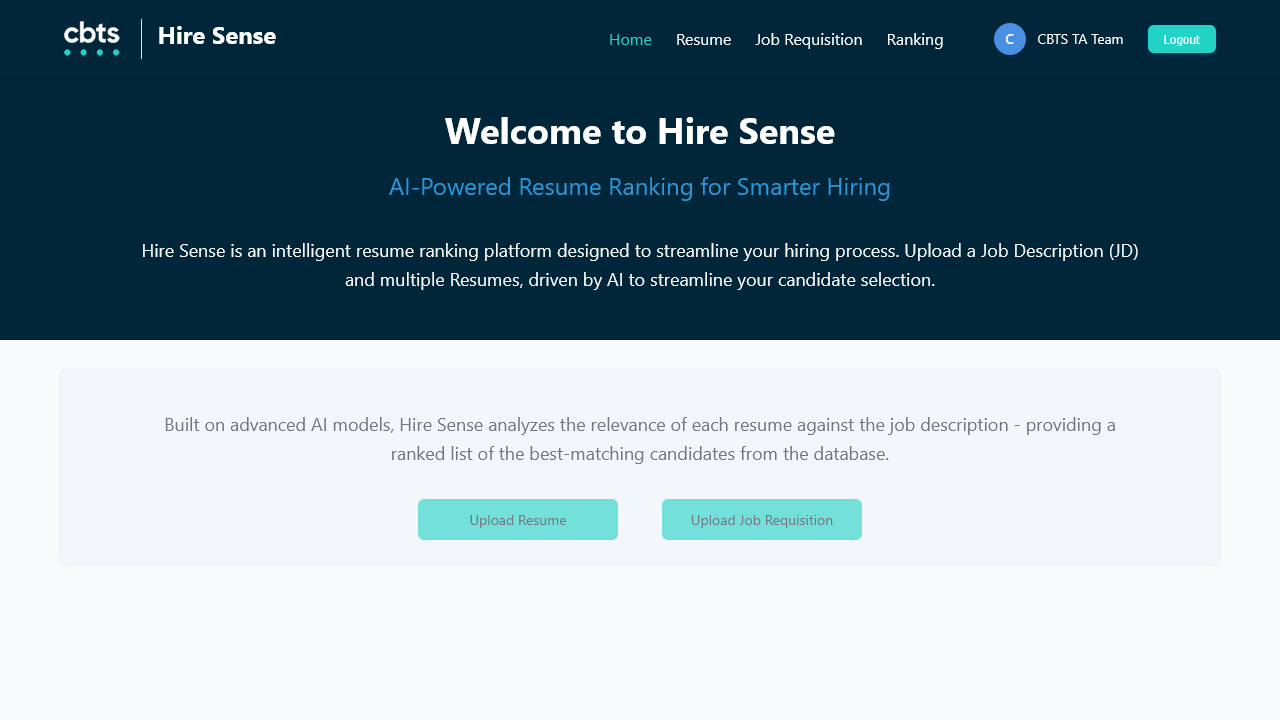 cbts
Hire Sense
Home
Resume
Job Requisition
Ranking
C
CBTS TA Team
Logout
Welcome to Hire Sense
AI-Powered Resume Ranking for Smarter Hiring
Hire Sense is an intelligent resume ranking platform designed to streamline your hiring process. Upload a Job Description (JD)
and multiple Resumes, driven by AI to streamline your candidate selection.
Built on advanced AI models, Hire Sense analyzes the relevance of each resume against the job description - providing a
ranked list of the best-matching candidates from the database.
Upload Resume
Upload Job Requisition